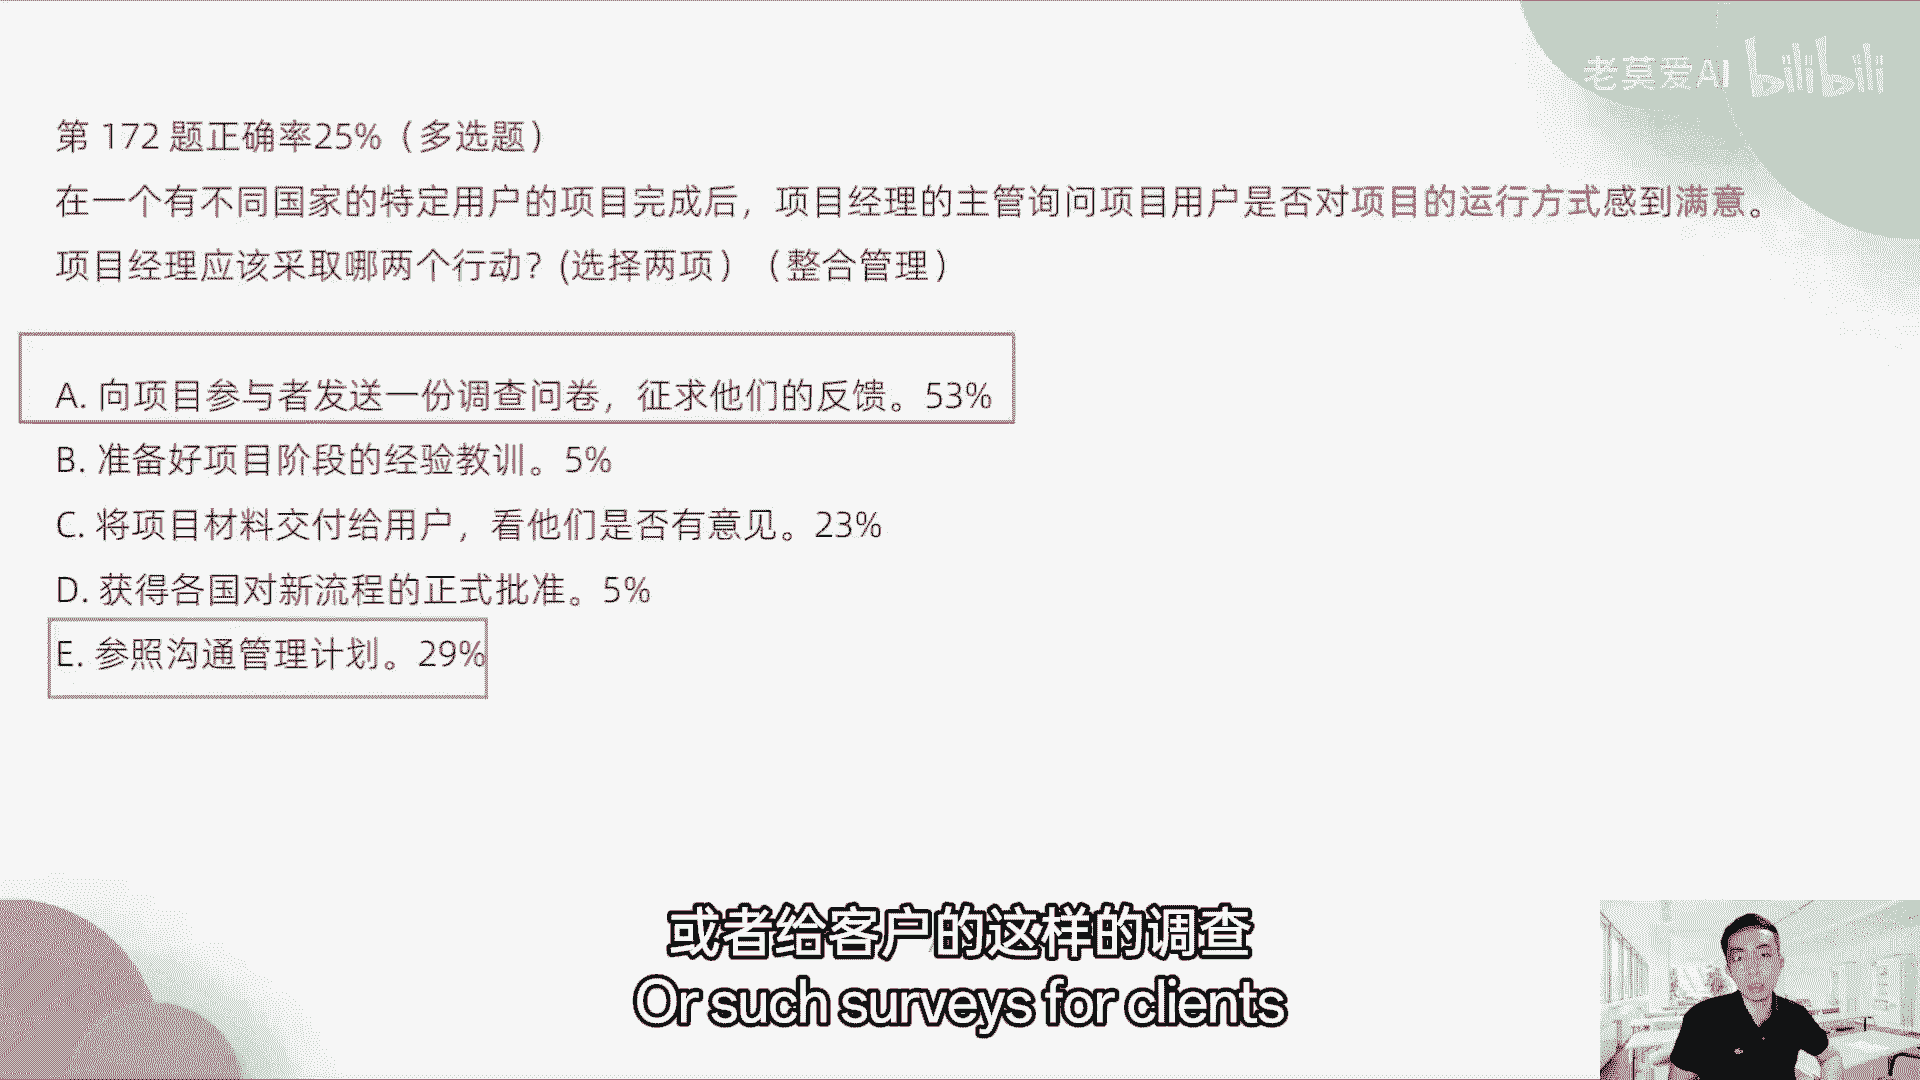 老莫爱AI bilibili
第 172 题正确率25%（多选题）
在一个有不同国家的特定用户的项目完成后，项目经理的主管询问项目用户是否对项目的运行方式感到满意。
项目经理应该采取哪两个行动？(选择两项）（整合管理）
A. 向项目参与者发送一份调查问卷，征求他们的反馈。53%
B. 准备好项目阶段的经验教训。5%
C. 将项目材料交付给用户，看他们是否有意见。23%
D. 获得各国对新流程的正式批准。5%
E. 参照沟通管理计划。29%
或者给客户的这样的调查
Or such surveys for clients